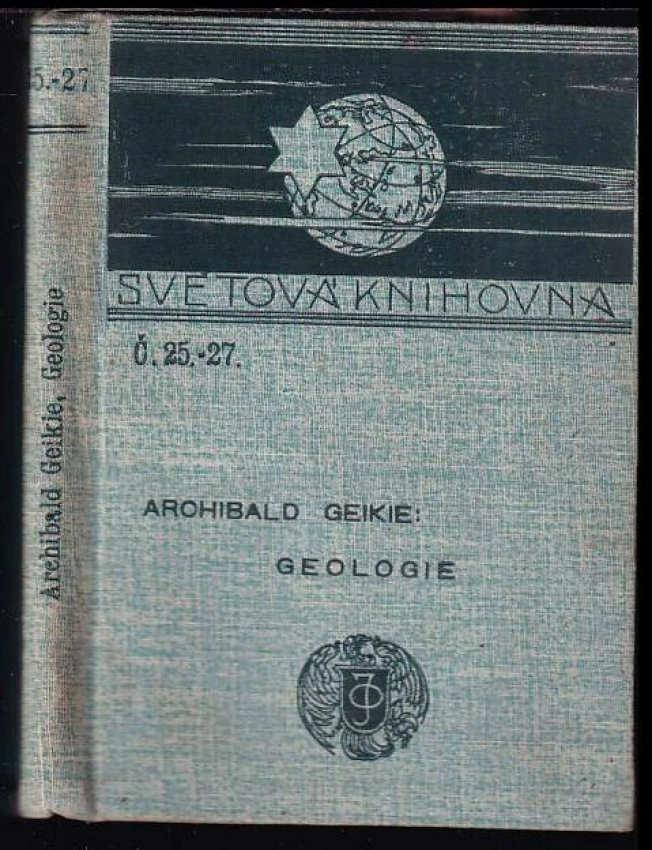 5.-27.
Archibald Geikie, Geologie
SVĚTOVÁ KNIHOVNA
Č. 25.-27.
ARCHIBALD GEIKIE:
GEOLOGIE